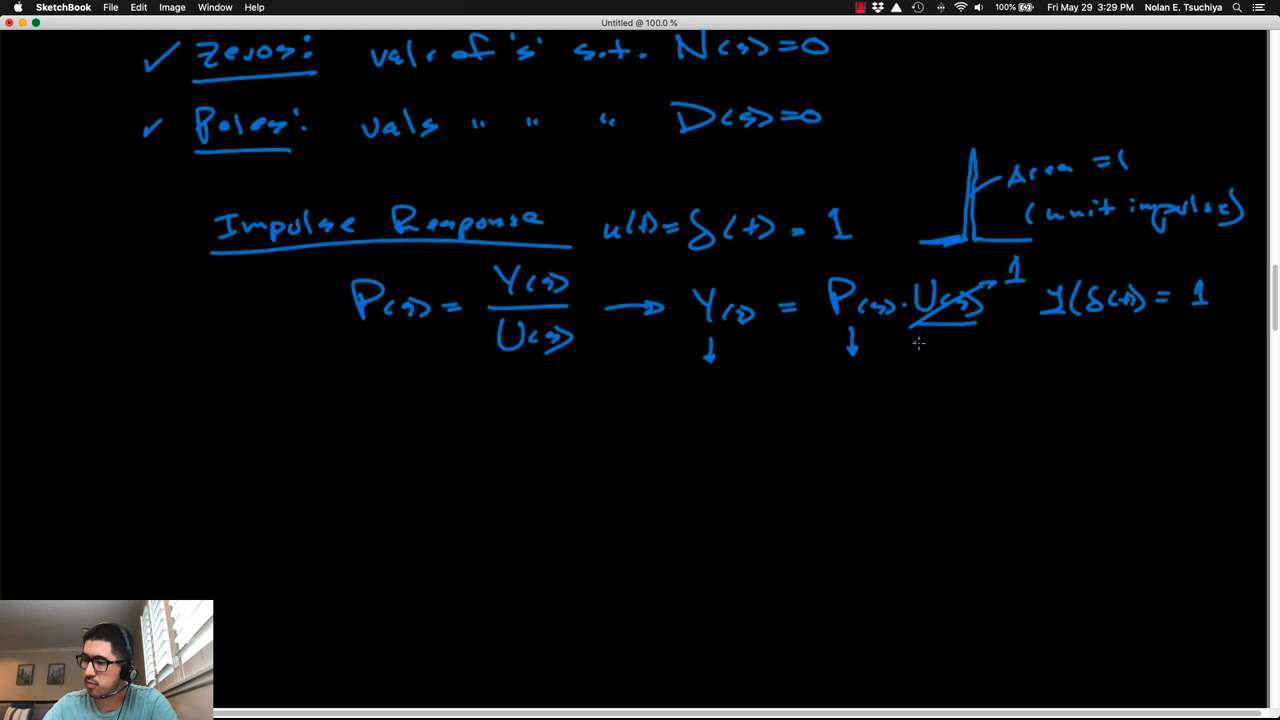 SketchBook File Edit Image Window Help 100% Fri May 29 3:29 PM Nolan E. Tsuchiya
Untitled @ 100.0 %
✓ Zeros: vals of 's' s.t. N(s)=0
✓ Poles: vals " " " D(s)=0
Area = 1
(unit impulse)
Impulse Response u(t)=δ(t) = 1
P(s) = Y(s)/U(s) → Y(s) = P(s)·U(s) 1 ℒ(δ(t)) = 1